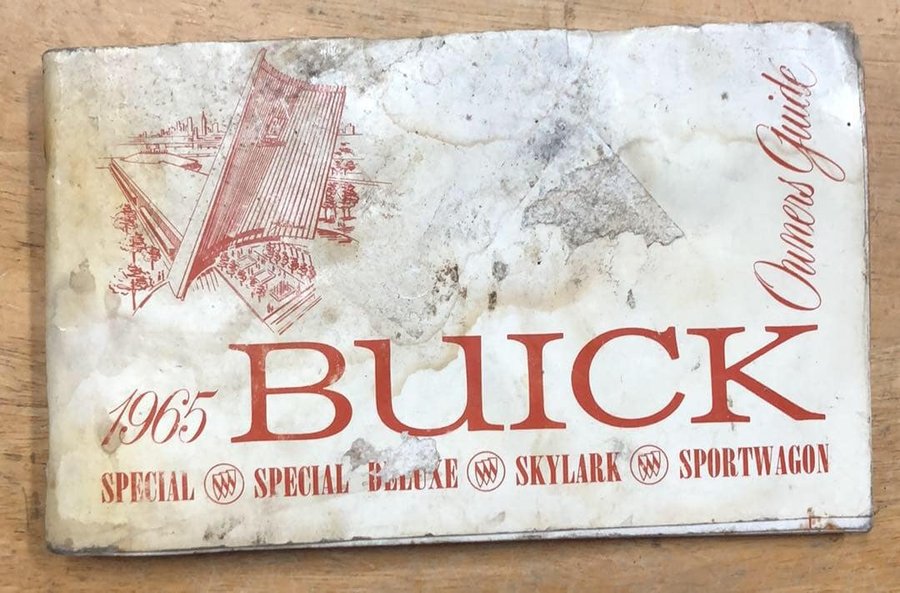 Owners Guide
1965 BUICK
SPECIAL SPECIAL DELUXE SKYLARK SPORTWAGON